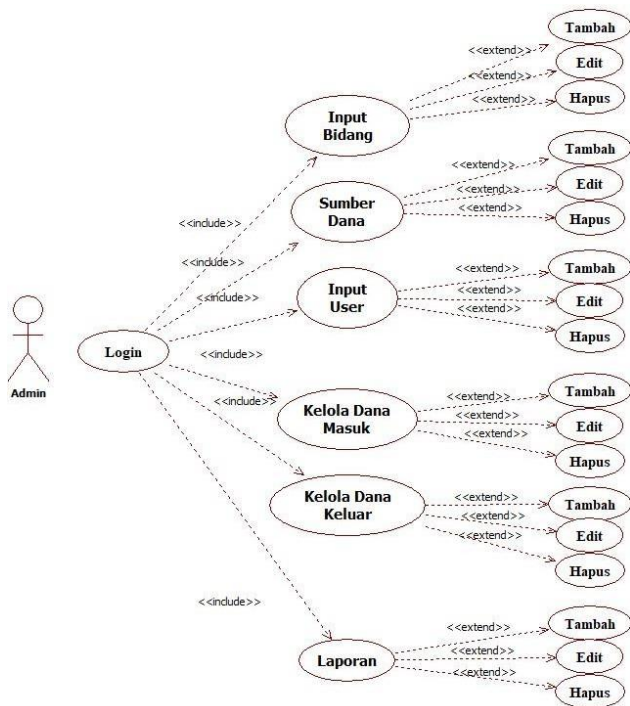 Tambah
<<extend>>
Edit
<<extend>>
Hapus
<<extend>>
Input
Bidang
Tambah
<<extend>>
Edit
<<extend>>
Hapus
<<extend>>
Sumber
Dana
<<include>>
<<include>>
Tambah
<<extend>>
Edit
<<extend>>
Hapus
<<extend>>
Input
User
Admin
Login
<<include>>
<<include>>
Kelola Dana
Masuk
Tambah
<<extend>>
Edit
<<extend>>
Hapus
<<extend>>
Kelola Dana
Keluar
Tambah
<<extend>>
Edit
<<extend>>
Hapus
<<extend>>
<<include>>
Laporan
Tambah
<<extend>>
Edit
<<extend>>
Hapus
<<extend>>